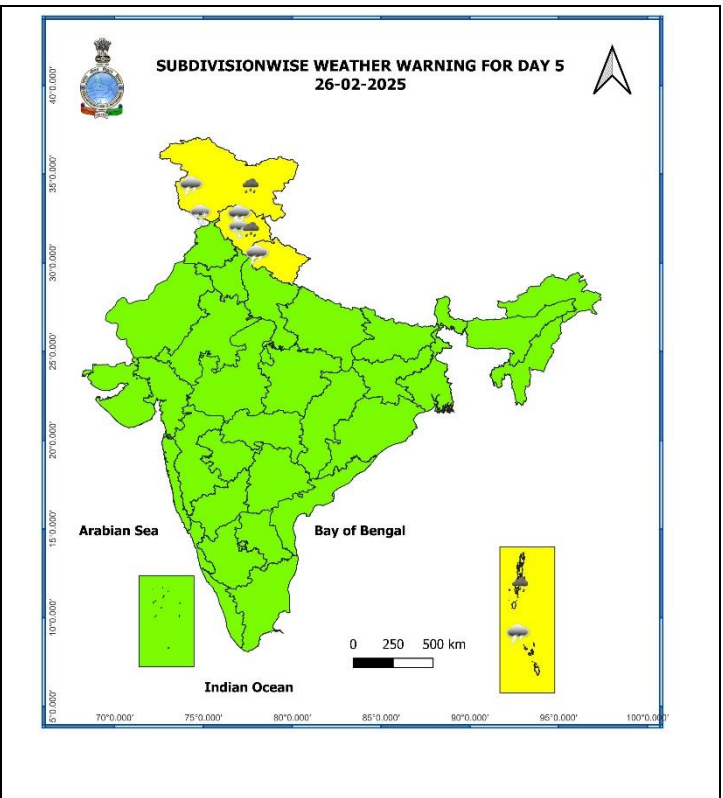 SUBDIVISIONWISE WEATHER WARNING FOR DAY 5
26-02-2025
40°0.000'
35°0.000'
30°0.000'
25°0.000'
20°0.000'
15°0.000'
10°0.000'
5°0.000'
Arabian Sea
Bay of Bengal
0 250 500 km
Indian Ocean
70°0.000' 75°0.000' 80°0.000' 85°0.000' 90°0.000' 95°0.000' 100°0.000'